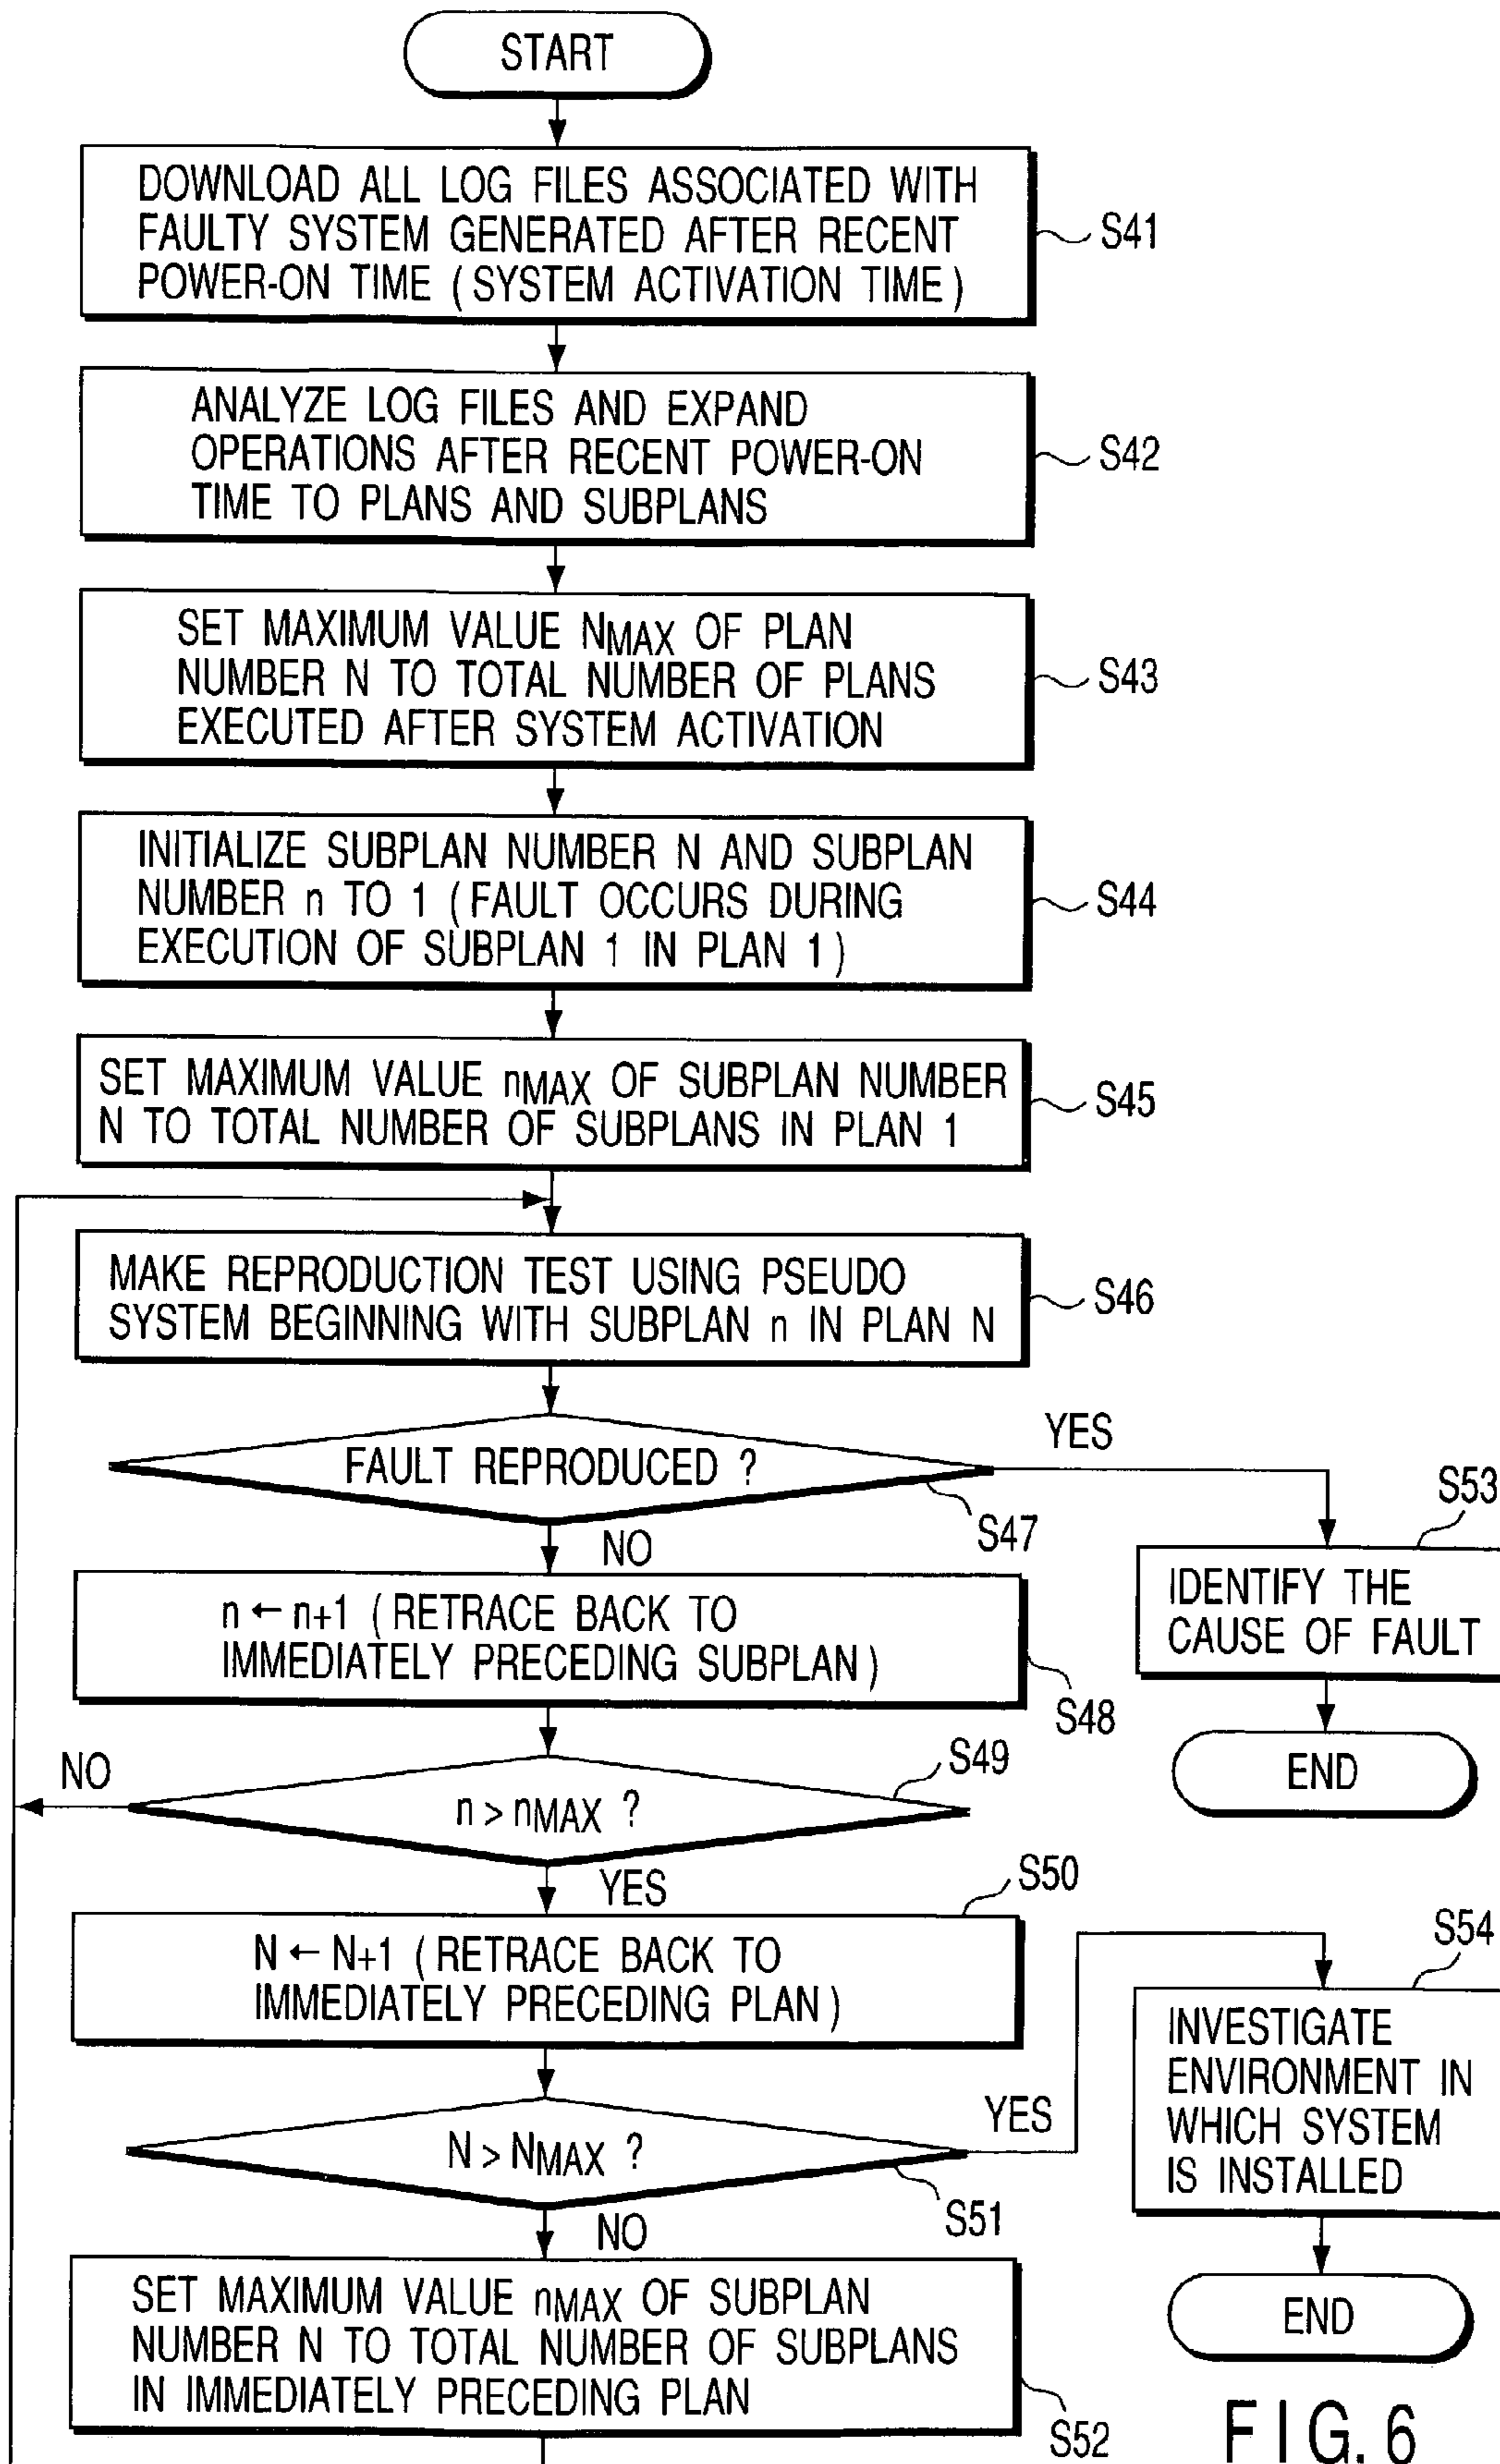 START
DOWNLOAD ALL LOG FILES ASSOCIATED WITH
FAULTY SYSTEM GENERATED AFTER RECENT
POWER-ON TIME (SYSTEM ACTIVATION TIME)
S41
ANALYZE LOG FILES AND EXPAND
OPERATIONS AFTER RECENT POWER-ON
TIME TO PLANS AND SUBPLANS
S42
SET MAXIMUM VALUE NMAX OF PLAN
NUMBER N TO TOTAL NUMBER OF PLANS
EXECUTED AFTER SYSTEM ACTIVATION
S43
INITIALIZE SUBPLAN NUMBER N AND SUBPLAN
NUMBER n TO 1 (FAULT OCCURS DURING
EXECUTION OF SUBPLAN 1 IN PLAN 1)
S44
SET MAXIMUM VALUE nMAX OF SUBPLAN NUMBER
N TO TOTAL NUMBER OF SUBPLANS IN PLAN 1
S45
MAKE REPRODUCTION TEST USING PSEUDO
SYSTEM BEGINNING WITH SUBPLAN n IN PLAN N
S46
FAULT REPRODUCED ?
YES
S47
NO
S53
IDENTIFY THE
CAUSE OF FAULT
END
n ← n+1 (RETRACE BACK TO
IMMEDIATELY PRECEDING SUBPLAN)
S48
S49
NO
n > nMAX ?
YES
S50
N ← N+1 (RETRACE BACK TO
IMMEDIATELY PRECEDING PLAN)
N > NMAX ?
YES
S51
NO
S54
INVESTIGATE
ENVIRONMENT IN
WHICH SYSTEM
IS INSTALLED
END
SET MAXIMUM VALUE nMAX OF SUBPLAN
NUMBER N TO TOTAL NUMBER OF SUBPLANS
IN IMMEDIATELY PRECEDING PLAN
S52
FIG. 6